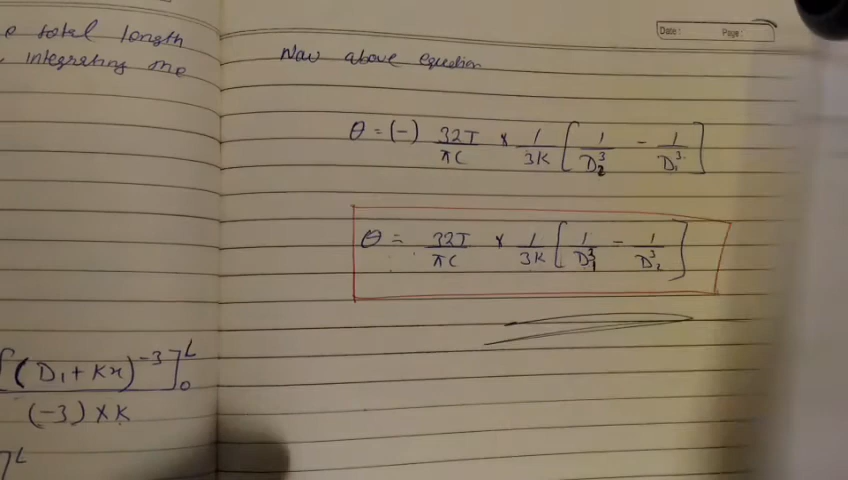 total length
integrating the
[(D₁ + Kx)⁻³]₀ᴸ
(-3) × K
]ᴸ
Date : Page :
Now above equation
θ = (-) 32T/πC × 1/3K [1/D₂³ - 1/D₁³]
θ = 32T/πC × 1/3K [1/D₁³ - 1/D₂³]